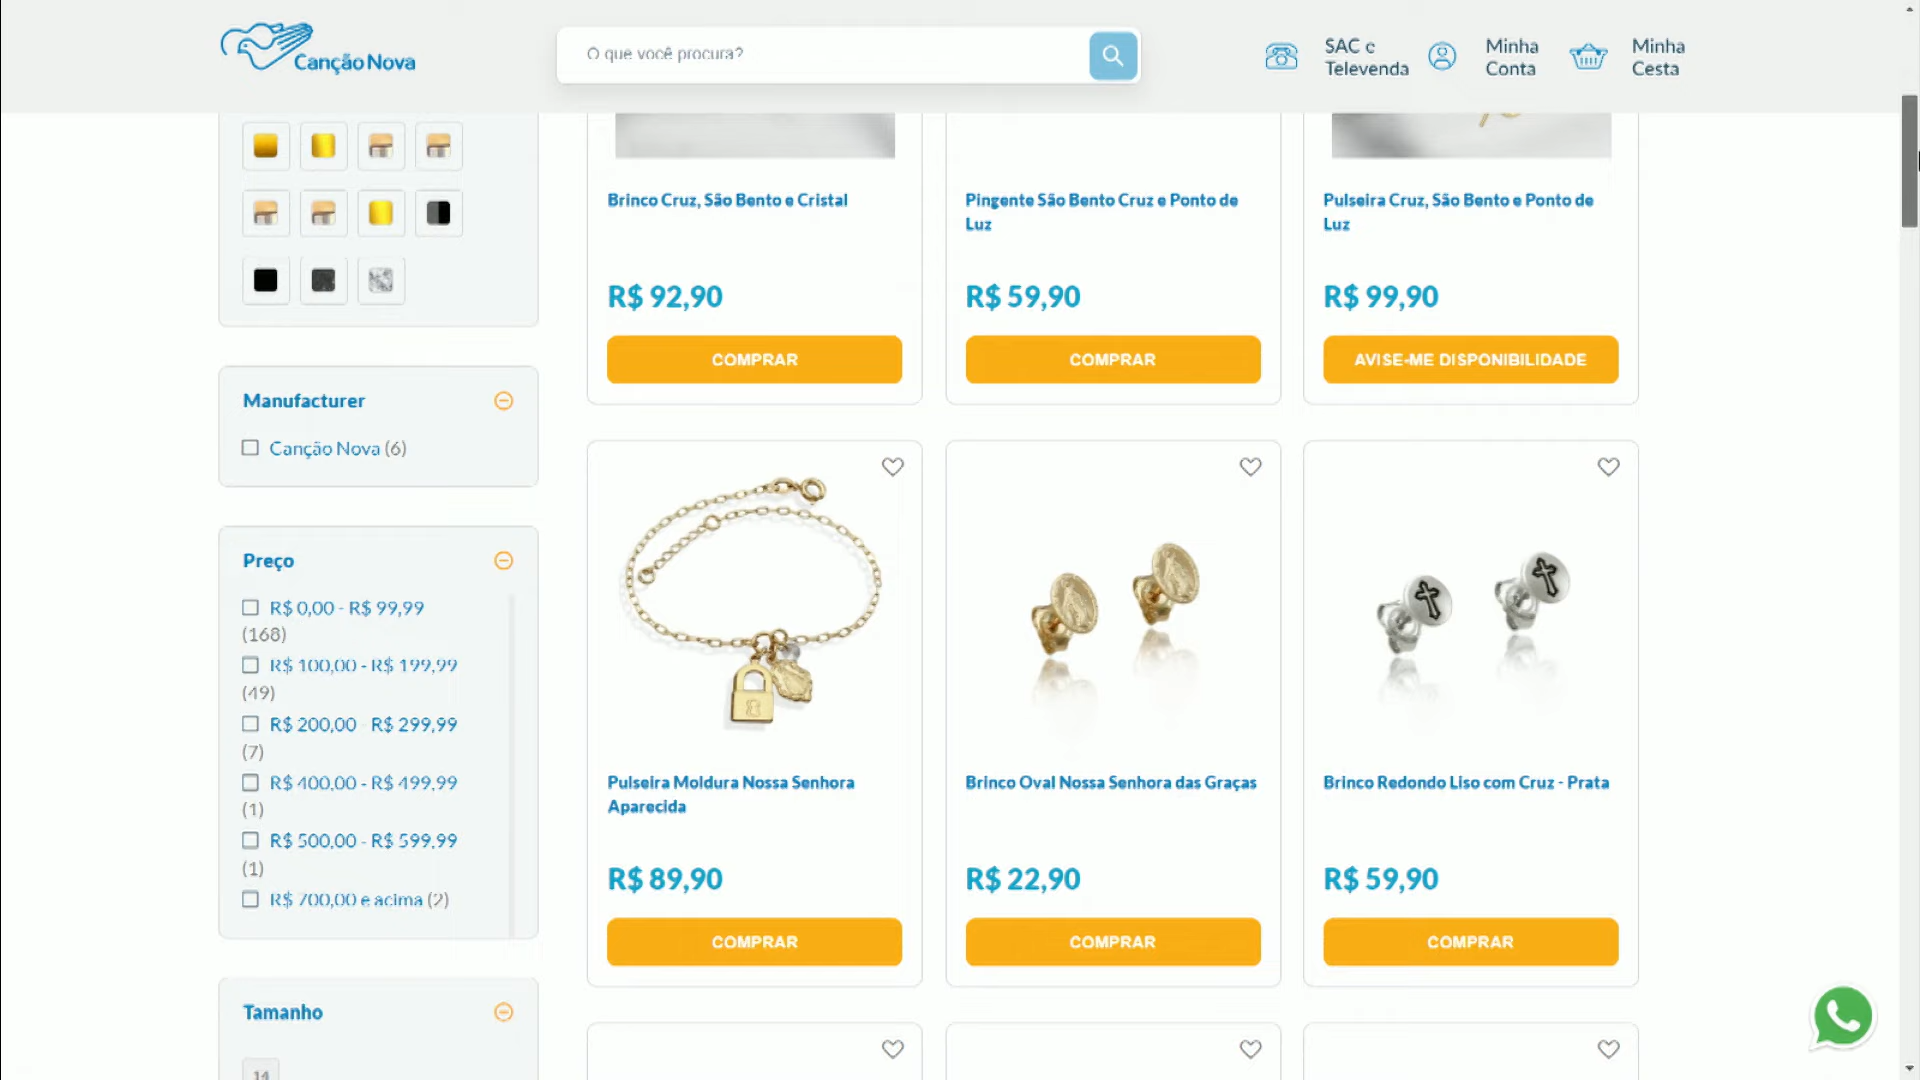 Canção Nova
O que você procura?
SAC e
Televenda
Minha
Conta
Minha
Cesta
Brinco Cruz, São Bento e Cristal
R$ 92,90
COMPRAR
Pingente São Bento Cruz e Ponto de
Luz
R$ 59,90
COMPRAR
Pulseira Cruz, São Bento e Ponto de
Luz
R$ 99,90
AVISE-ME DISPONIBILIDADE
Manufacturer
Canção Nova (6)
Preço
R$ 0,00 - R$ 99,99
(168)
R$ 100,00 - R$ 199,99
(49)
R$ 200,00 - R$ 299,99
(7)
R$ 400,00 - R$ 499,99
(1)
R$ 500,00 - R$ 599,99
(1)
R$ 700,00 e acima (2)
Tamanho
14
Pulseira Moldura Nossa Senhora
Aparecida
R$ 89,90
COMPRAR
Brinco Oval Nossa Senhora das Graças
R$ 22,90
COMPRAR
Brinco Redondo Liso com Cruz - Prata
R$ 59,90
COMPRAR